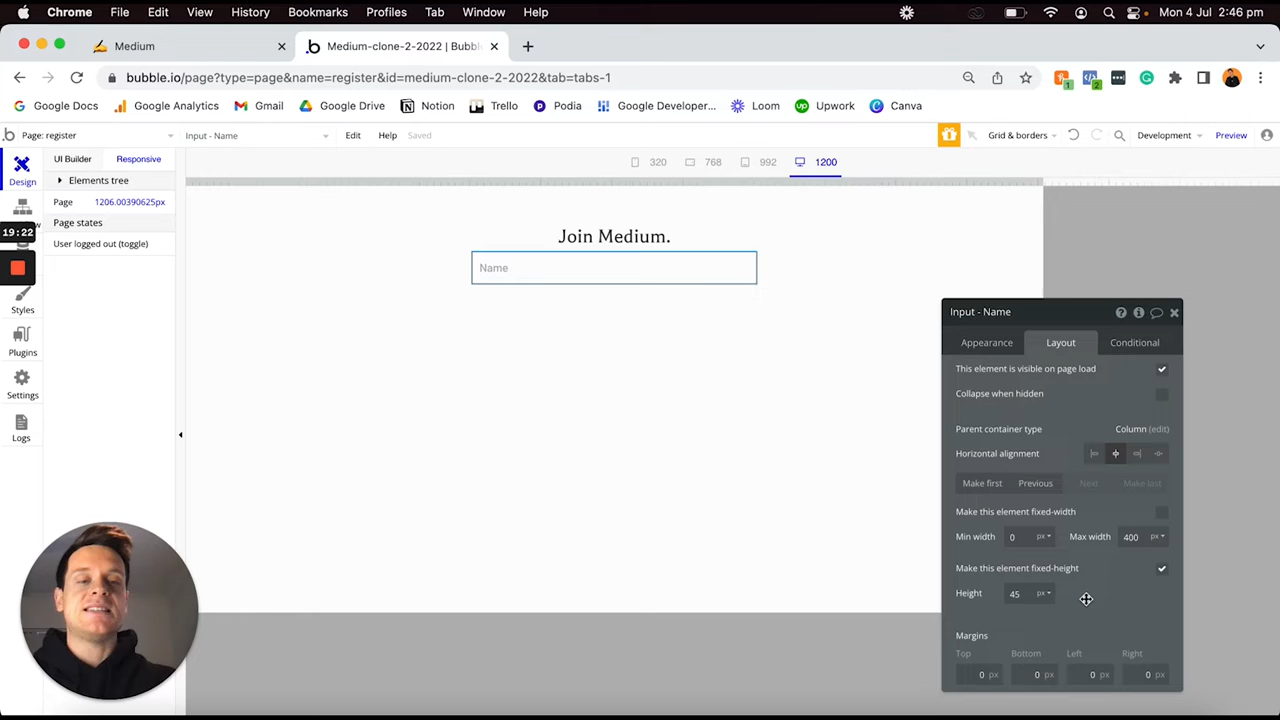 Chrome File Edit View History Bookmarks Profiles Tab Window Help Mon 4 Jul 2:46 pm
Medium Medium-clone-2-2022 | Bubbl
bubble.io/page?type=page&name=register&id=medium-clone-2-2022&tab=tabs-1
Google Docs Google Analytics Gmail Google Drive Notion Trello Podia Google Developer... Loom Upwork Canva
Page: register Input - Name Edit Help Saved Grid & borders Development Preview
UI Builder Responsive 320 768 992 1200
Design Elements tree
Page 1206.00390625px
Page states
19:22 User logged out (toggle)
Styles
Plugins
Settings
Logs
Join Medium.
Name
Input - Name
Appearance Layout Conditional
This element is visible on page load
Collapse when hidden
Parent container type Column (edit)
Horizontal alignment
Make first Previous Next Make last
Make this element fixed-width
Min width 0 px Max width 400 px
Make this element fixed-height
Height 45 px
Margins
Top Bottom Left Right
0 px 0 px 0 px 0 px